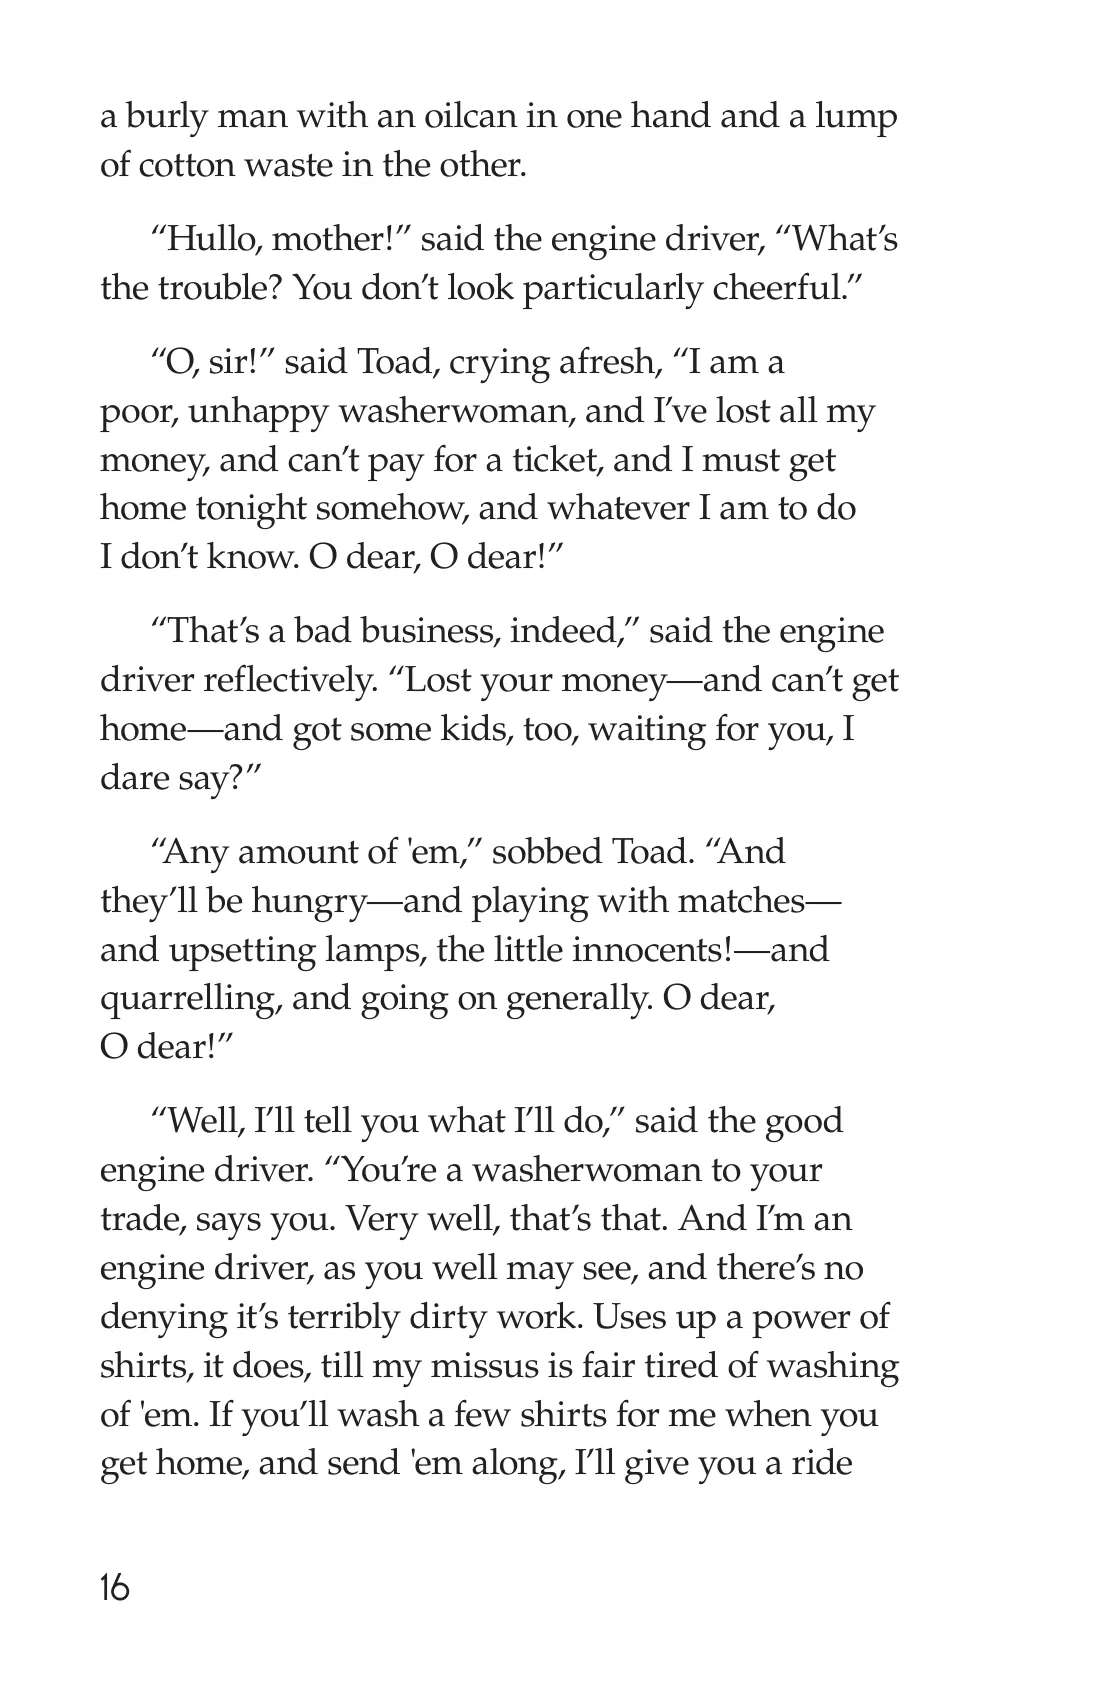 a burly man with an oilcan in one hand and a lump
of cotton waste in the other.
“Hullo, mother!” said the engine driver, “What’s
the trouble? You don’t look particularly cheerful.”
“O, sir!” said Toad, crying afresh, “I am a
poor, unhappy washerwoman, and I’ve lost all my
money, and can’t pay for a ticket, and I must get
home tonight somehow, and whatever I am to do
I don’t know. O dear, O dear!”
“That’s a bad business, indeed,” said the engine
driver reflectively. “Lost your money—and can’t get
home—and got some kids, too, waiting for you, I
dare say?”
“Any amount of 'em,” sobbed Toad. “And
they’ll be hungry—and playing with matches—
and upsetting lamps, the little innocents!—and
quarrelling, and going on generally. O dear,
O dear!”
“Well, I’ll tell you what I’ll do,” said the good
engine driver. “You’re a washerwoman to your
trade, says you. Very well, that’s that. And I’m an
engine driver, as you well may see, and there’s no
denying it’s terribly dirty work. Uses up a power of
shirts, it does, till my missus is fair tired of washing
of 'em. If you’ll wash a few shirts for me when you
get home, and send 'em along, I’ll give you a ride
16